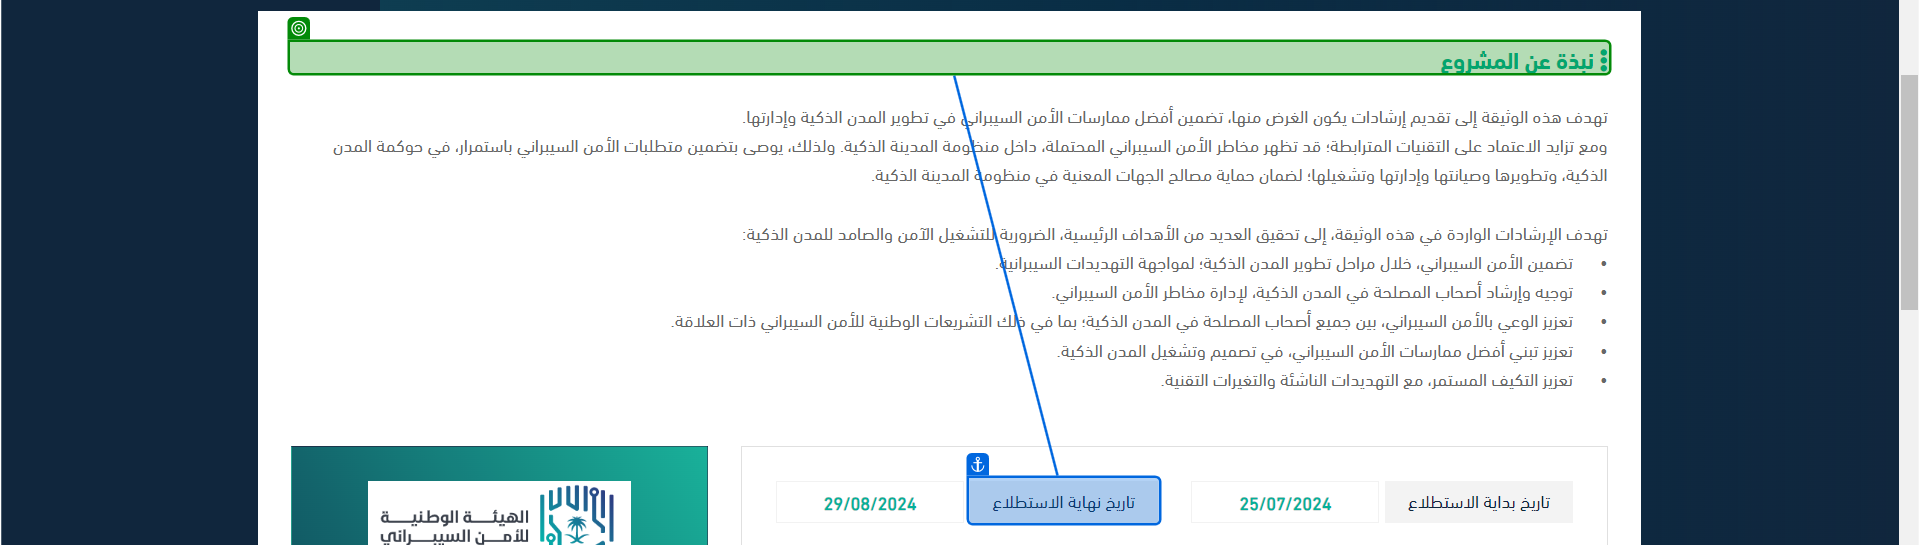 نبذة عن المشروع
تهدف هذه الوثيقة إلى تقديم إرشادات يكون الغرض منها، تضمين أفضل ممارسات الأمن السيبراني في تطوير المدن الذكية وإدارتها.
ومع تزايد الاعتماد على التقنيات المترابطة؛ قد تظهر مخاطر الأمن السيبراني المحتملة، داخل منظومة المدينة الذكية. ولذلك، يوصى بتضمين متطلبات الأمن السيبراني باستمرار، في حوكمة المدن
الذكية، وتطويرها وصيانتها وإدارتها وتشغيلها؛ لضمان حماية مصالح الجهات المعنية في منظومة المدينة الذكية.
تهدف الإرشادات الواردة في هذه الوثيقة، إلى تحقيق العديد من الأهداف الرئيسية، الضرورية للتشغيل الآمن والصامد للمدن الذكية:
• تضمين الأمن السيبراني، خلال مراحل تطوير المدن الذكية؛ لمواجهة التهديدات السيبرانية.
• توجيه وإرشاد أصحاب المصلحة في المدن الذكية، لإدارة مخاطر الأمن السيبراني.
• تعزيز الوعي بالأمن السيبراني، بين جميع أصحاب المصلحة في المدن الذكية؛ بما في ذلك التشريعات الوطنية للأمن السيبراني ذات العلاقة.
• تعزيز تبني أفضل ممارسات الأمن السيبراني، في تصميم وتشغيل المدن الذكية.
• تعزيز التكيف المستمر، مع التهديدات الناشئة والتغيرات التقنية.
تاريخ بداية الاستطلاع 25/07/2024 تاريخ نهاية الاستطلاع 29/08/2024
الهيئة الوطنية
للأمن السيبراني